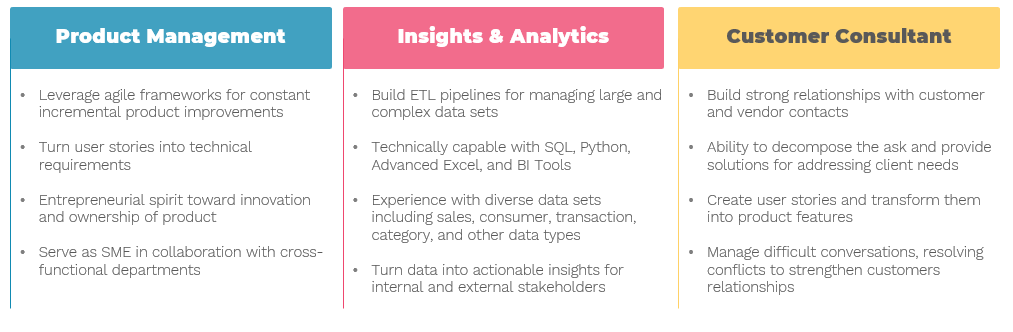 Product Management
• Leverage agile frameworks for constant
incremental product improvements
• Turn user stories into technical
requirements
• Entrepreneurial spirit toward innovation
and ownership of product
• Serve as SME in collaboration with cross-
functional departments
Insights & Analytics
• Build ETL pipelines for managing large and
complex data sets
• Technically capable with SQL, Python,
Advanced Excel, and BI Tools
• Experience with diverse data sets
including sales, consumer, transaction,
category, and other data types
• Turn data into actionable insights for
internal and external stakeholders
Customer Consultant
• Build strong relationships with customer
and vendor contacts
• Ability to decompose the ask and provide
solutions for addressing client needs
• Create user stories and transform them
into product features
• Manage difficult conversations, resolving
conflicts to strengthen customers
relationships